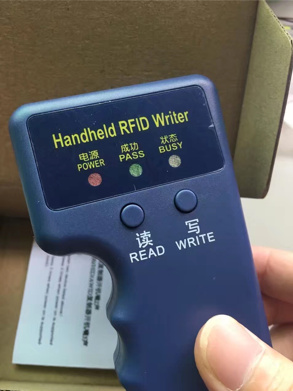 Handheld RFID Writer
电源 成功 状态
POWER PASS BUSY
读 写
READ WRITE